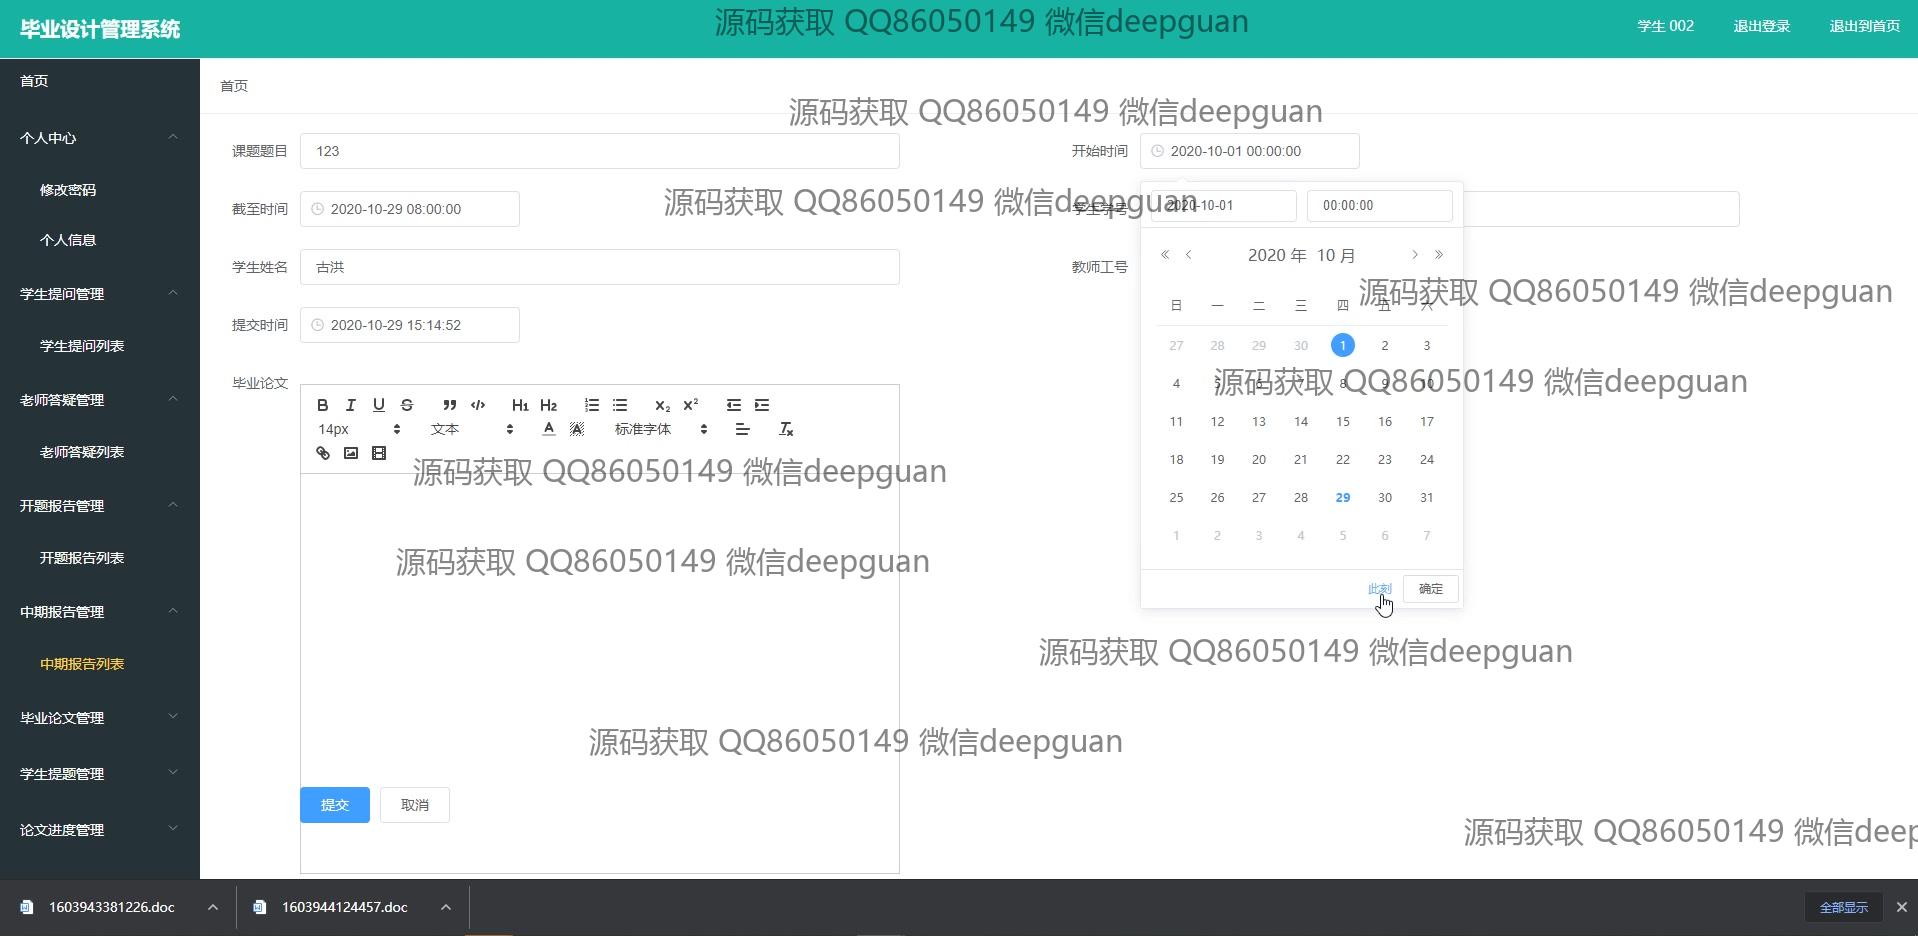 毕业设计管理系统
源码获取 QQ86050149 微信deepguan
学生 002
退出登录
退出到首页
首页
个人中心
修改密码
个人信息
学生提问管理
学生提问列表
老师答疑管理
老师答疑列表
开题报告管理
开题报告列表
中期报告管理
中期报告列表
毕业论文管理
学生提题管理
论文进度管理
首页
源码获取 QQ86050149 微信deepguan
课题题目
123
开始时间
2020-10-01 00:00:00
截至时间
2020-10-29 08:00:00
源码获取 QQ86050149 微信deepguan
学生学号
2020-10-01
00:00:00
学生姓名
古洪
教师工号
2020 年 10 月
源码获取 QQ86050149 微信deepguan
日 一 二 三 四 五 六
提交时间
2020-10-29 15:14:52
27 28 29 30 1 2 3
4 5 6 7 8 9 10
源码获取 QQ86050149 微信deepguan
11 12 13 14 15 16 17
18 19 20 21 22 23 24
25 26 27 28 29 30 31
1 2 3 4 5 6 7
此刻
确定
毕业论文
B I U S H1 H2 X2 X2
14px 文本 A A 标准字体
源码获取 QQ86050149 微信deepguan
源码获取 QQ86050149 微信deepguan
源码获取 QQ86050149 微信deepguan
源码获取 QQ86050149 微信deepguan
提交
取消
源码获取 QQ86050149 微信deep
1603943381226.doc
1603944124457.doc
全部显示